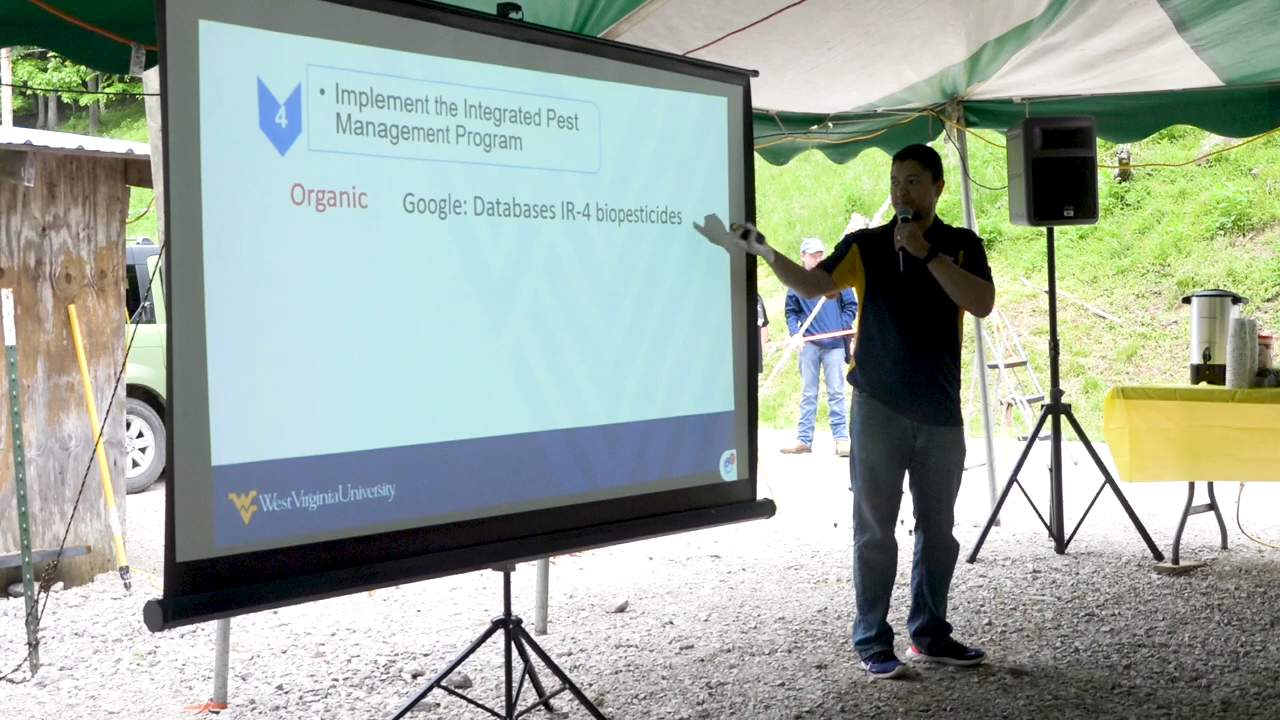 4
• Implement the Integrated Pest
Management Program
Organic
Google: Databases IR-4 biopesticides
West Virginia University